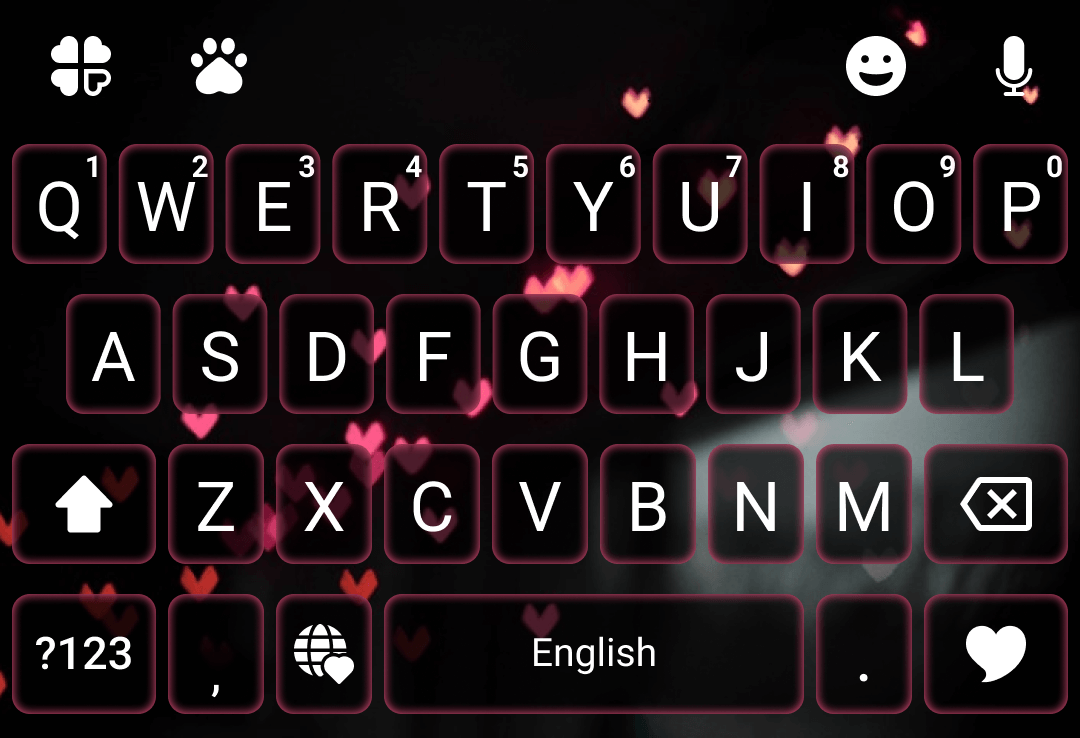 Q 1 W 2 E 3 R 4 T 5 Y 6 U 7 I 8 O 9 P 0
A S D F G H J K L
Z X C V B N M
?123 , English .